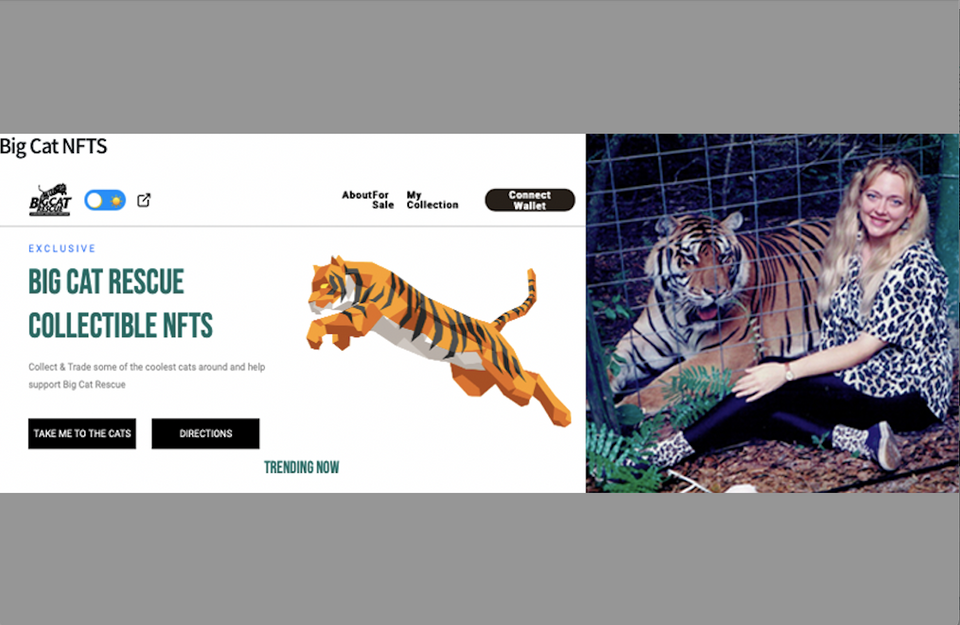 Big Cat NFTS
BIGCAT
RESCUE
About For Sale
My Collection
Connect Wallet
EXCLUSIVE
BIG CAT RESCUE
COLLECTIBLE NFTS
Collect & Trade some of the coolest cats around and help
support Big Cat Rescue
TAKE ME TO THE CATS
DIRECTIONS
TRENDING NOW